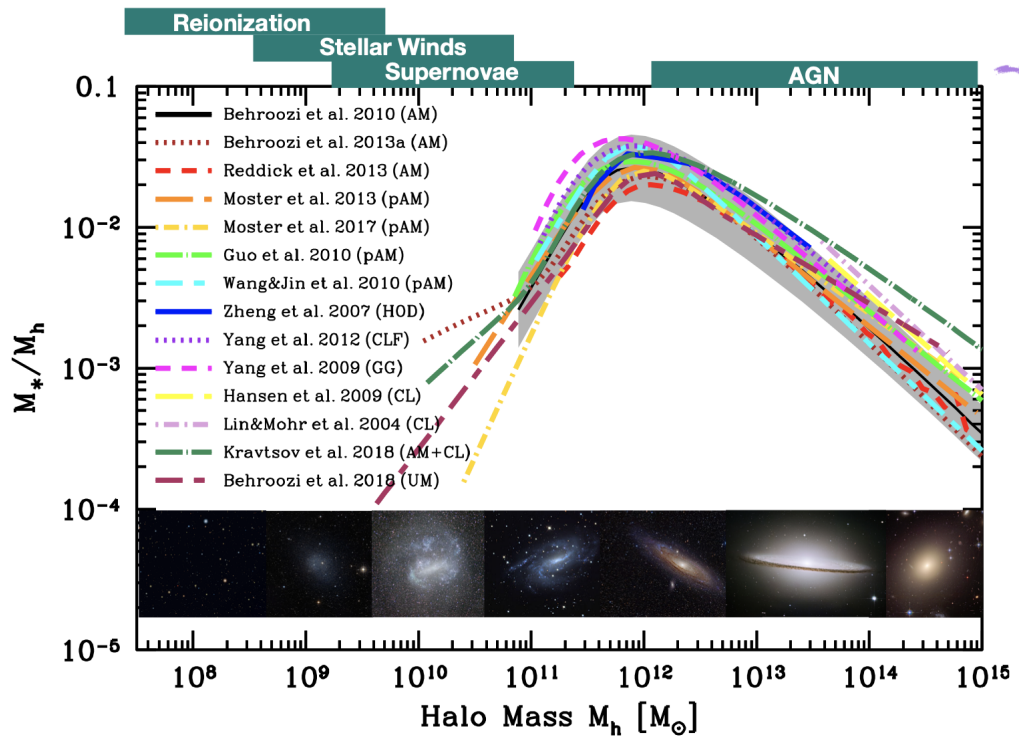 Reionization
Stellar Winds
Supernovae
AGN
0.1
10⁻²
10⁻³
10⁻⁴
10⁻⁵
M*/Mh
Behroozi et al. 2010 (AM)
Behroozi et al. 2013a (AM)
Reddick et al. 2013 (AM)
Moster et al. 2013 (pAM)
Moster et al. 2017 (pAM)
Guo et al. 2010 (pAM)
Wang&Jin et al. 2010 (pAM)
Zheng et al. 2007 (HOD)
Yang et al. 2012 (CLF)
Yang et al. 2009 (GG)
Hansen et al. 2009 (CL)
Lin&Mohr et al. 2004 (CL)
Kravtsov et al. 2018 (AM+CL)
Behroozi et al. 2018 (UM)
10⁸ 10⁹ 10¹⁰ 10¹¹ 10¹² 10¹³ 10¹⁴ 10¹⁵
Halo Mass Mh [M⊙]